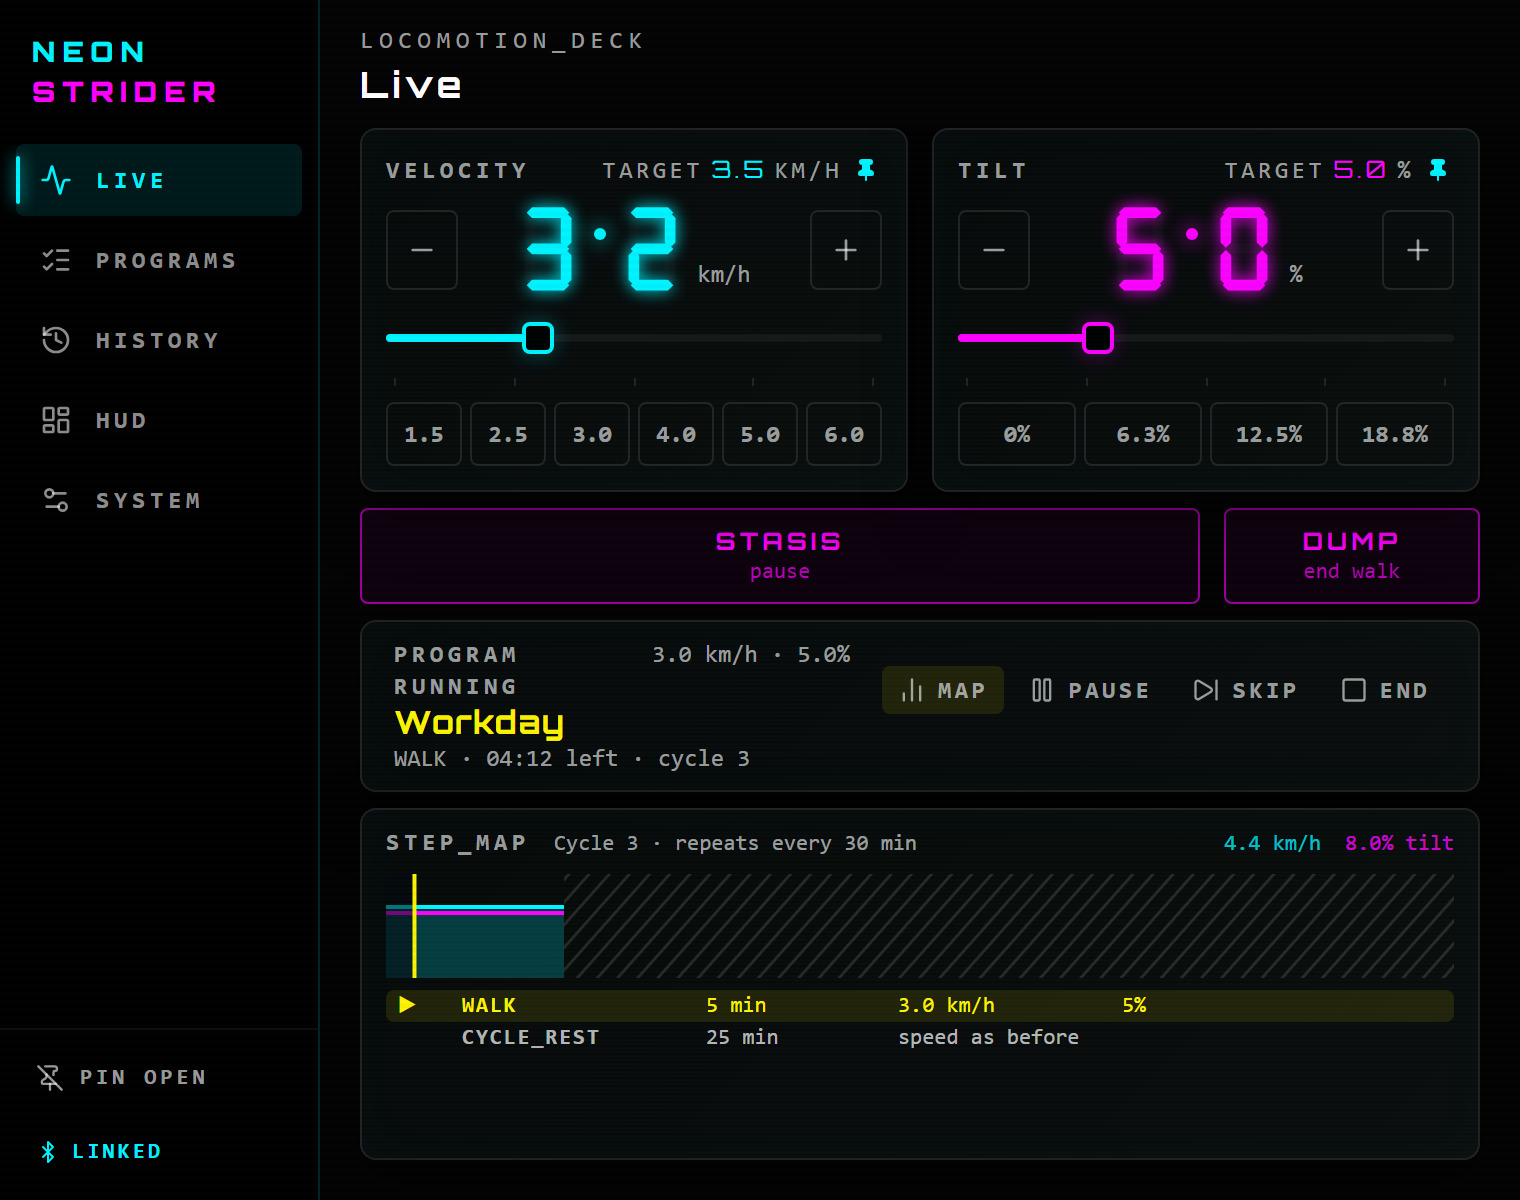 NEON
STRIDER
LIVE
PROGRAMS
HISTORY
HUD
SYSTEM
PIN OPEN
LINKED
LOCOMOTION_DECK
Live
VELOCITY TARGET 3.5 KM/H
− 3.2 km/h +
1.5 2.5 3.0 4.0 5.0 6.0
TILT TARGET 5.0 %
− 5.0 % +
0% 6.3% 12.5% 18.8%
STASIS
pause
DUMP
end walk
PROGRAM RUNNING
3.0 km/h · 5.0%
Workday
WALK · 04:12 left · cycle 3
MAP PAUSE SKIP END
STEP_MAP Cycle 3 · repeats every 30 min 4.4 km/h 8.0% tilt
WALK 5 min 3.0 km/h 5%
CYCLE_REST 25 min speed as before